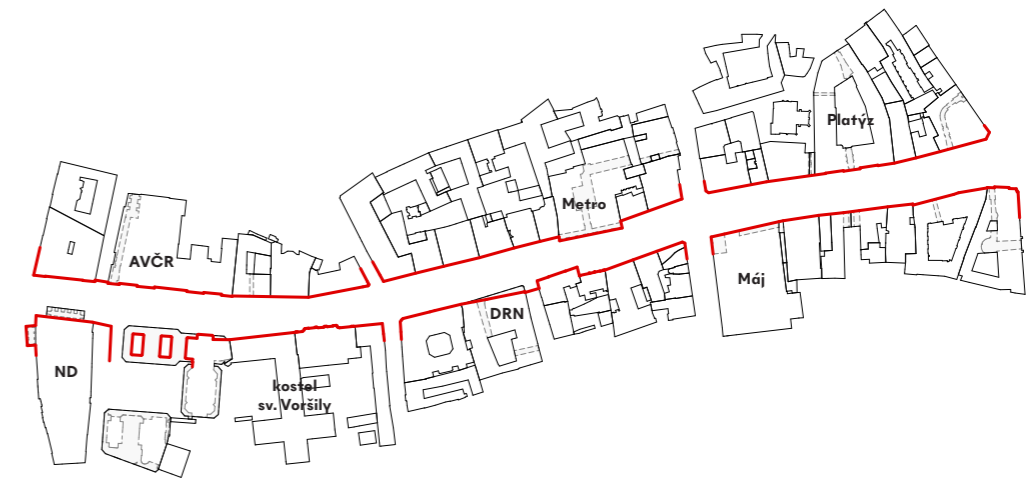 Platýz
Metro
AVČR
Máj
DRN
ND
kostel
sv. Voršily